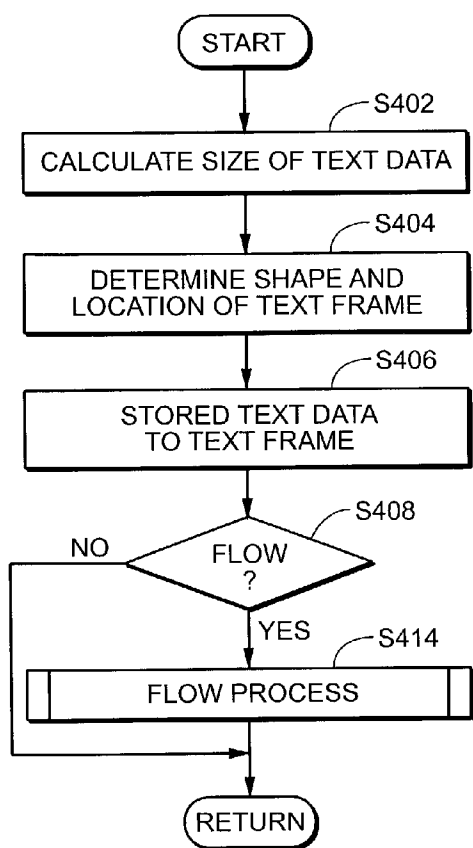 START
S402
CALCULATE SIZE OF TEXT DATA
S404
DETERMINE SHAPE AND
LOCATION OF TEXT FRAME
S406
STORED TEXT DATA
TO TEXT FRAME
S408
NO
FLOW
?
YES
S414
FLOW PROCESS
RETURN